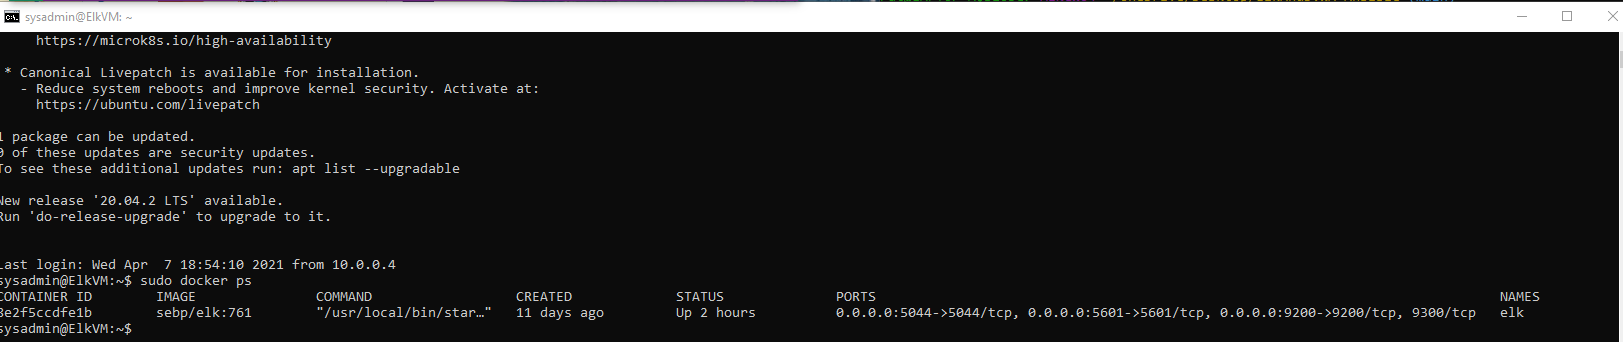 sysadmin@ElkVM: ~
https://microk8s.io/high-availability
* Canonical Livepatch is available for installation.
- Reduce system reboots and improve kernel security. Activate at:
https://ubuntu.com/livepatch
1 package can be updated.
0 of these updates are security updates.
To see these additional updates run: apt list --upgradable
New release '20.04.2 LTS' available.
Run 'do-release-upgrade' to upgrade to it.
Last login: Wed Apr  7 18:54:10 2021 from 10.0.0.4
sysadmin@ElkVM:~$ sudo docker ps
CONTAINER ID        IMAGE               COMMAND                  CREATED             STATUS              PORTS                                                                              NAMES
8e2f5ccdfe1b        sebp/elk:761        "/usr/local/bin/star…"   11 days ago         Up 2 hours          0.0.0.0:5044->5044/tcp, 0.0.0.0:5601->5601/tcp, 0.0.0.0:9200->9200/tcp, 9300/tcp   elk
sysadmin@ElkVM:~$